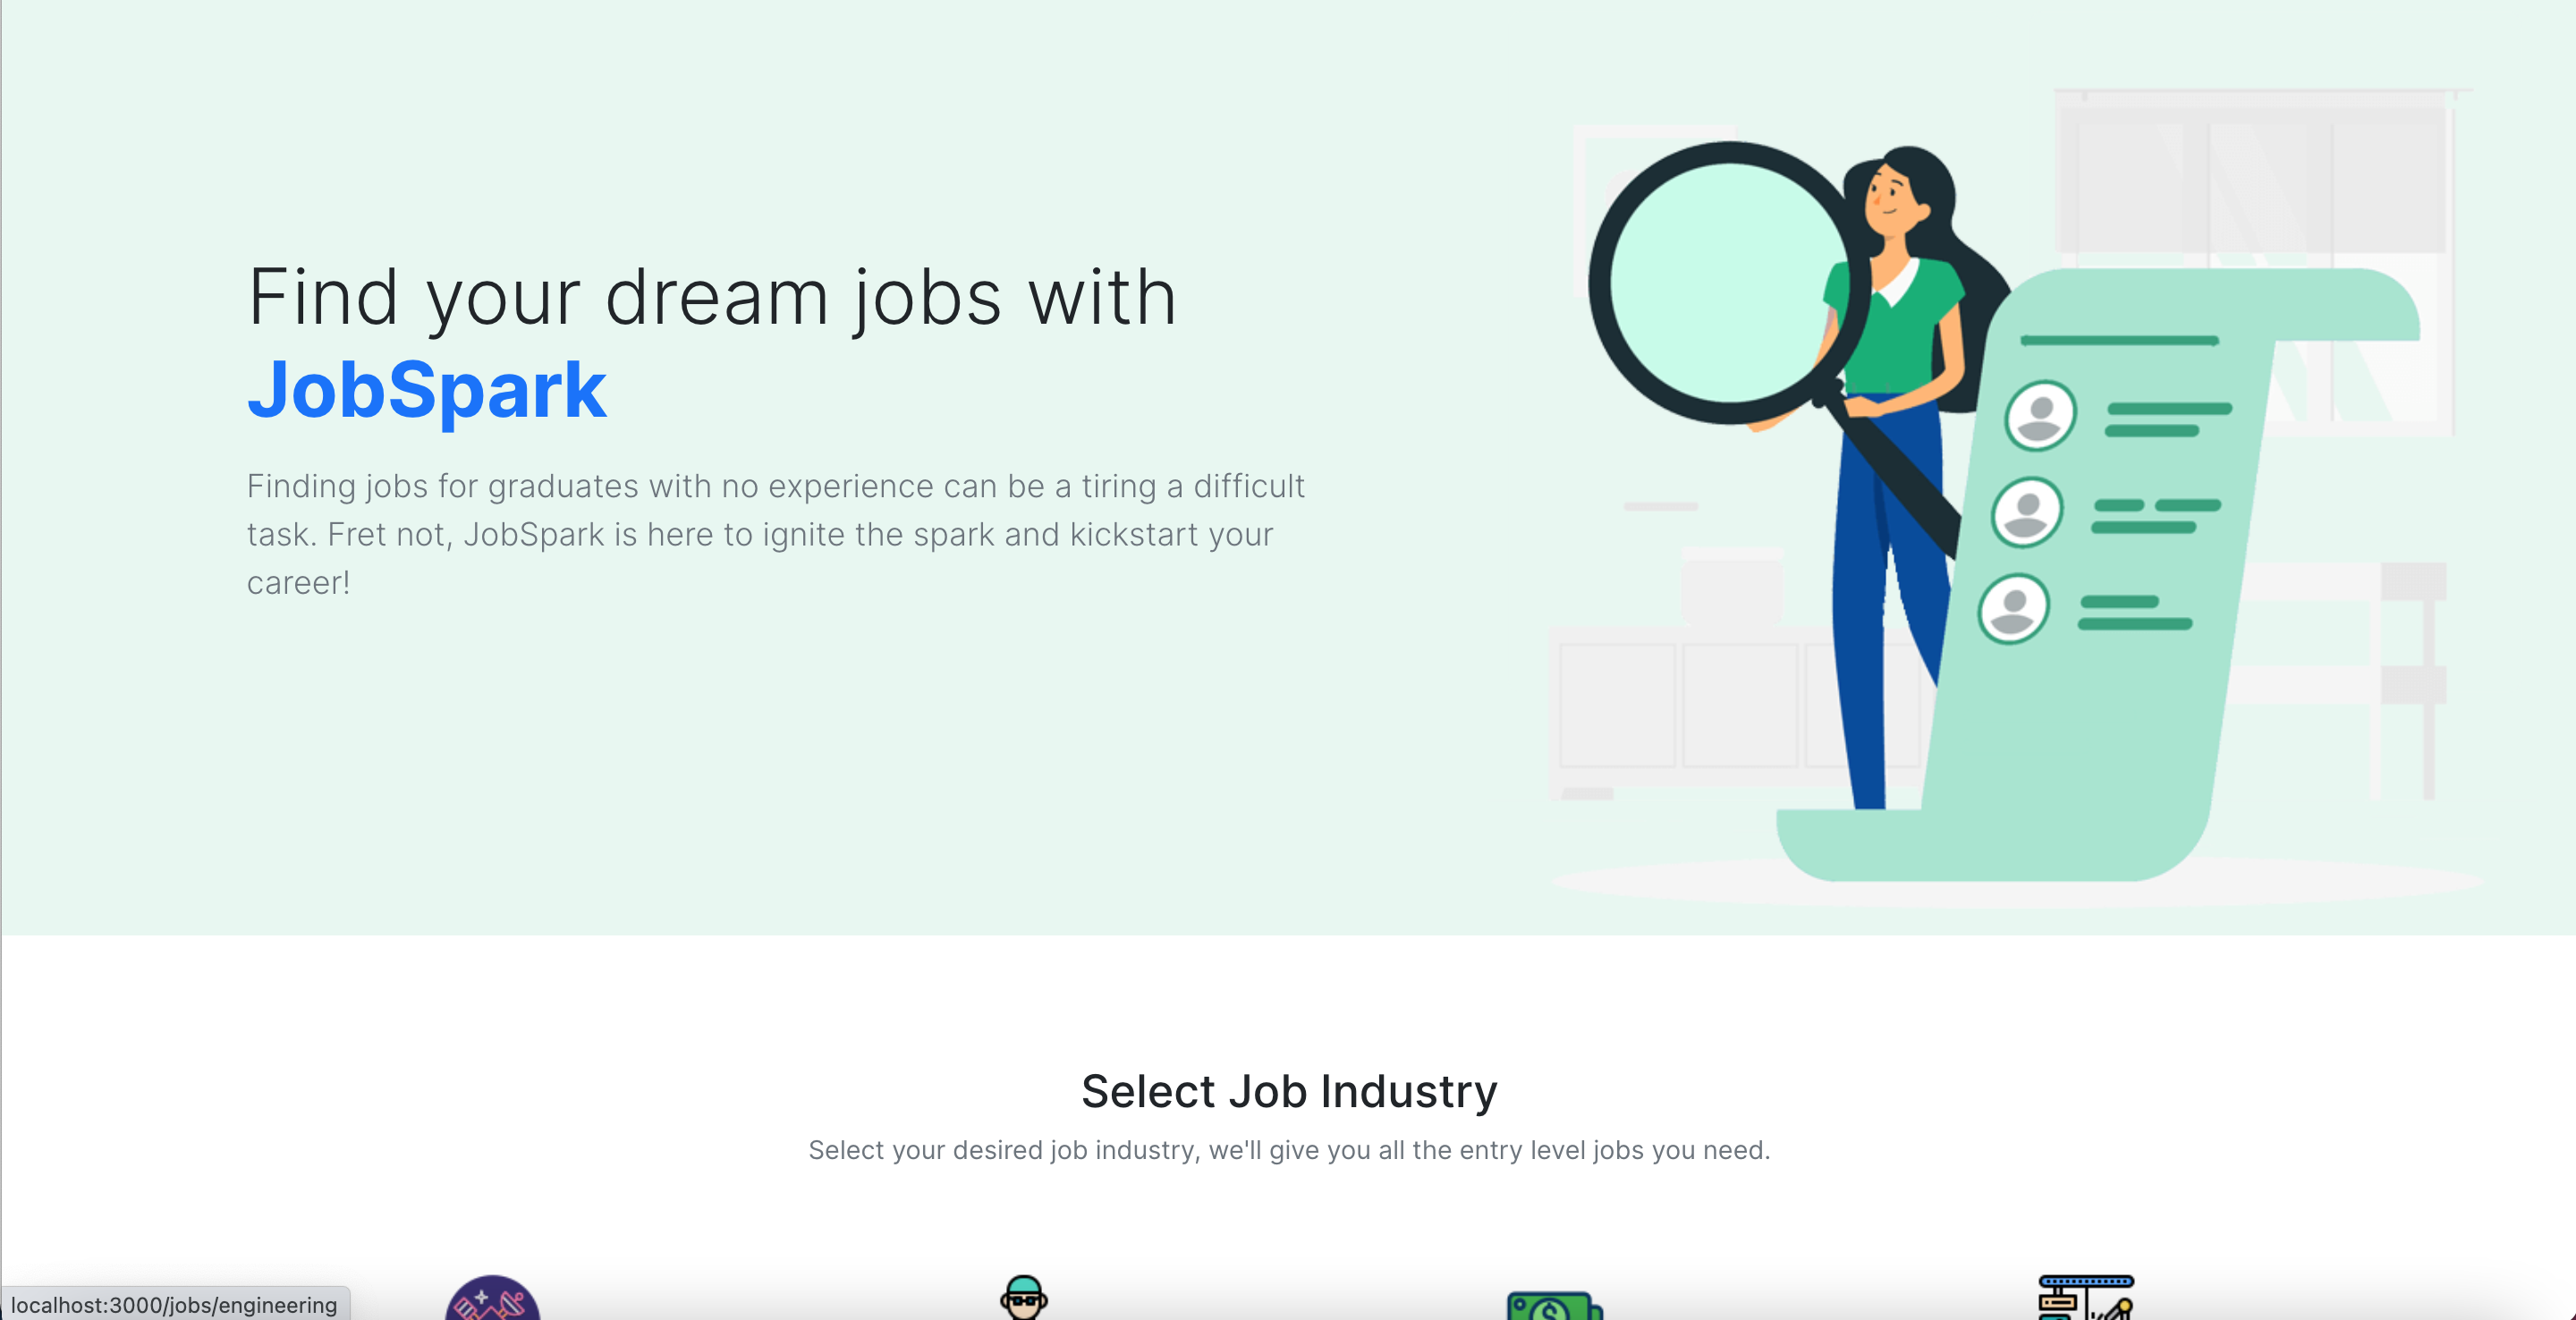 Find your dream jobs with
JobSpark
Finding jobs for graduates with no experience can be a tiring a difficult
task. Fret not, JobSpark is here to ignite the spark and kickstart your
career!
Select Job Industry
Select your desired job industry, we'll give you all the entry level jobs you need.
localhost:3000/jobs/engineering